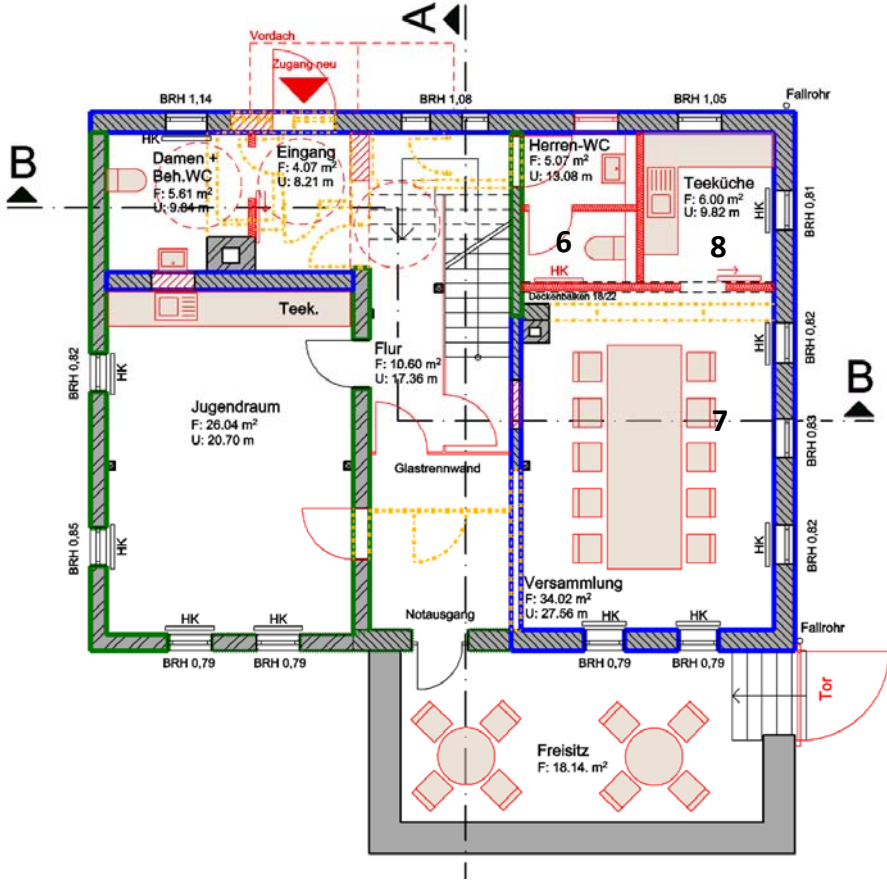 A
Vordach
Zugang neu
BRH 1,14
BRH 1,08
BRH 1,05
Fallrohr
B
HK
Damen +
Beh.WC
F: 5.61 m²
U: 9.84 m
Eingang
F: 4.07 m²
U: 8.21 m
Herren-WC
F: 5.07 m²
U: 13.08 m
Teeküche
F: 6.00 m²
U: 9.82 m
HK
BRH 0,81
6
8
HK
Deckenbalken 18/22
Teek.
Flur
F: 10.60 m²
U: 17.36 m
BRH 0,82
HK
HK
BRH 0,82
Jugendraum
F: 26.04 m²
U: 20.70 m
7
B
BRH 0,83
Glastrennwand
BRH 0,85
HK
HK
BRH 0,82
Versammlung
F: 34.02 m²
U: 27.56 m
Notausgang
HK
HK
HK
HK
Fallrohr
BRH 0,79
BRH 0,79
BRH 0,79
BRH 0,79
Tor
Freisitz
F: 18.14. m²